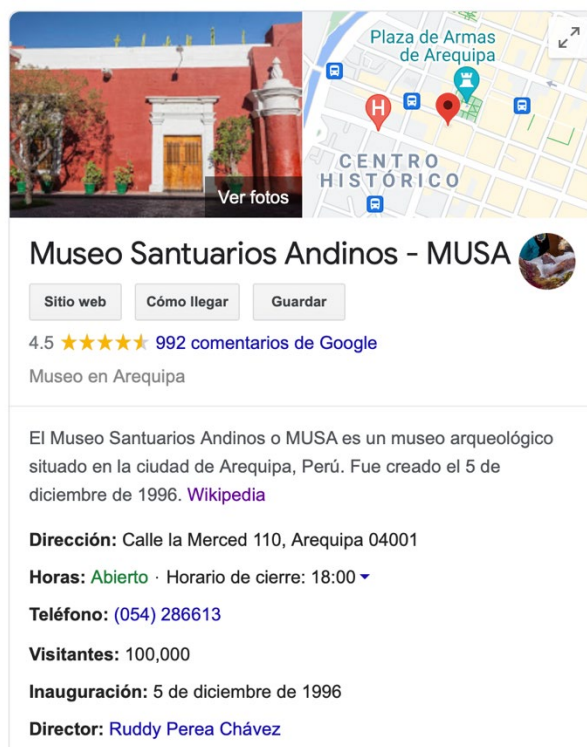 Plaza de Armas
de Arequipa
H
CENTRO
HISTÓRICO
Ver fotos
Museo Santuarios Andinos - MUSA
Sitio web
Cómo llegar
Guardar
4.5 992 comentarios de Google
Museo en Arequipa
El Museo Santuarios Andinos o MUSA es un museo arqueológico
situado en la ciudad de Arequipa, Perú. Fue creado el 5 de
diciembre de 1996. Wikipedia
Dirección: Calle la Merced 110, Arequipa 04001
Horas: Abierto · Horario de cierre: 18:00
Teléfono: (054) 286613
Visitantes: 100,000
Inauguración: 5 de diciembre de 1996
Director: Ruddy Perea Chávez